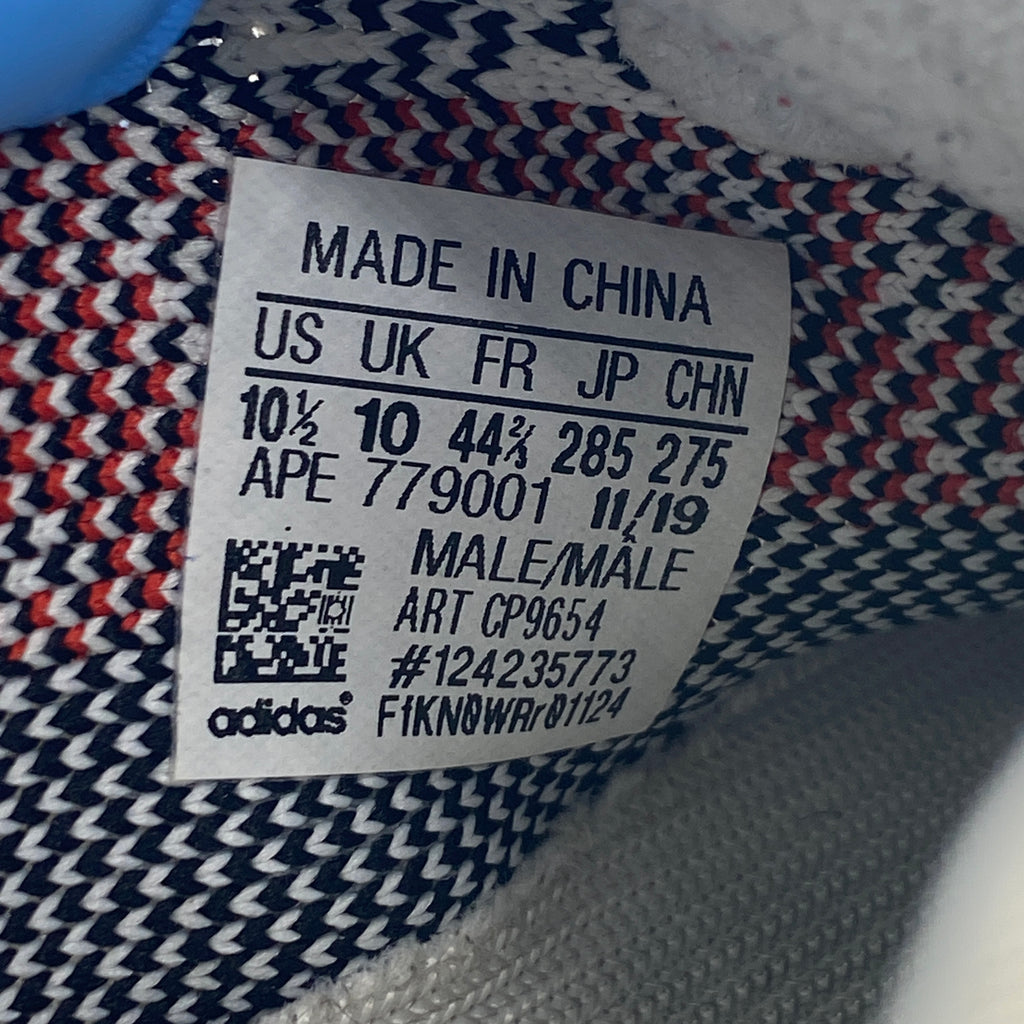 MADE IN CHINA
US UK FR JP CHN
10½ 10 44⅔ 285 275
APE 779001 11/19
MALE/MÂLE
ART CP9654
#124235773
adidas® F1KN0WRr01124